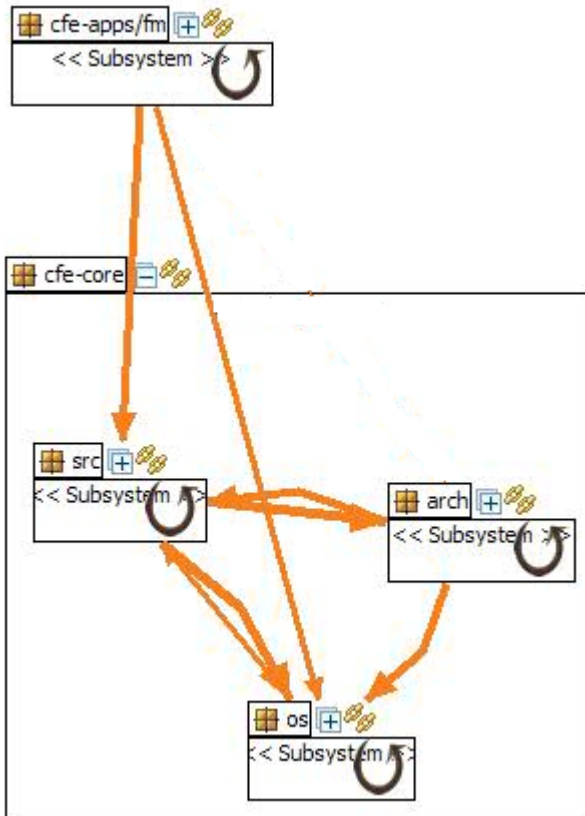 cfe-apps/fm
<< Subsystem >>
cfe-core
src
<< Subsystem >>
arch
<< Subsystem >>
os
<< Subsystem >>